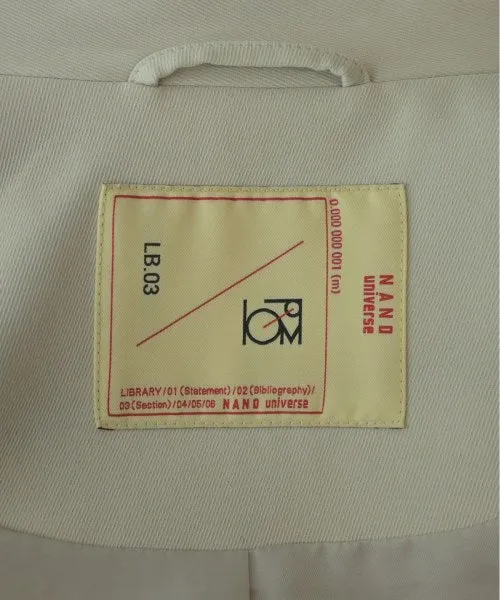 LB.03
0.000 000 001 (m)
NAND
universe
LIBRARY/01(Statement)/02(Bibliography)/
03(Section)/04/05/06 NAND universe